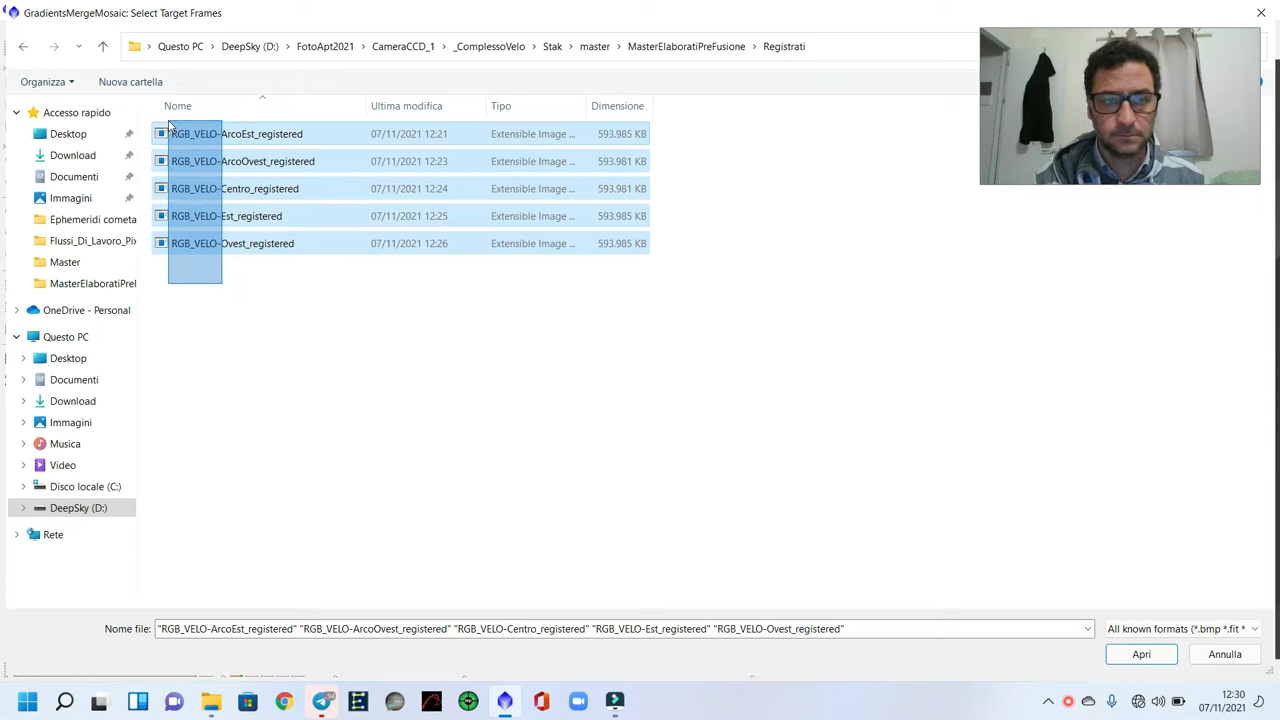 GradientsMergeMosaic: Select Target Frames
Questo PC > DeepSky (D:) > FotoApt2021 > CameraCCD_1 > _ComplessoVelo > Stak > master > MasterElaboratiPreFusione > Registrati
Organizza Nuova cartella
Nome Ultima modifica Tipo Dimensione
RGB_VELO-ArcoEst_registered 07/11/2021 12:21 Extensible Image ... 593.985 KB
RGB_VELO-ArcoOvest_registered 07/11/2021 12:23 Extensible Image ... 593.981 KB
RGB_VELO-Centro_registered 07/11/2021 12:24 Extensible Image ... 593.981 KB
RGB_VELO-Est_registered 07/11/2021 12:25 Extensible Image ... 593.985 KB
RGB_VELO-Ovest_registered 07/11/2021 12:26 Extensible Image ... 593.985 KB
Accesso rapido
Desktop
Download
Documenti
Immagini
Ephemeridi cometa
Flussi_Di_Lavoro_Pix
Master
MasterElaboratiPreF
OneDrive - Personal
Questo PC
Desktop
Documenti
Download
Immagini
Musica
Video
Disco locale (C:)
DeepSky (D:)
Rete
Nome file: "RGB_VELO-ArcoEst_registered" "RGB_VELO-ArcoOvest_registered" "RGB_VELO-Centro_registered" "RGB_VELO-Est_registered" "RGB_VELO-Ovest_registered" All known formats (*.bmp *.fit *
Apri Annulla
12:30
07/11/2021